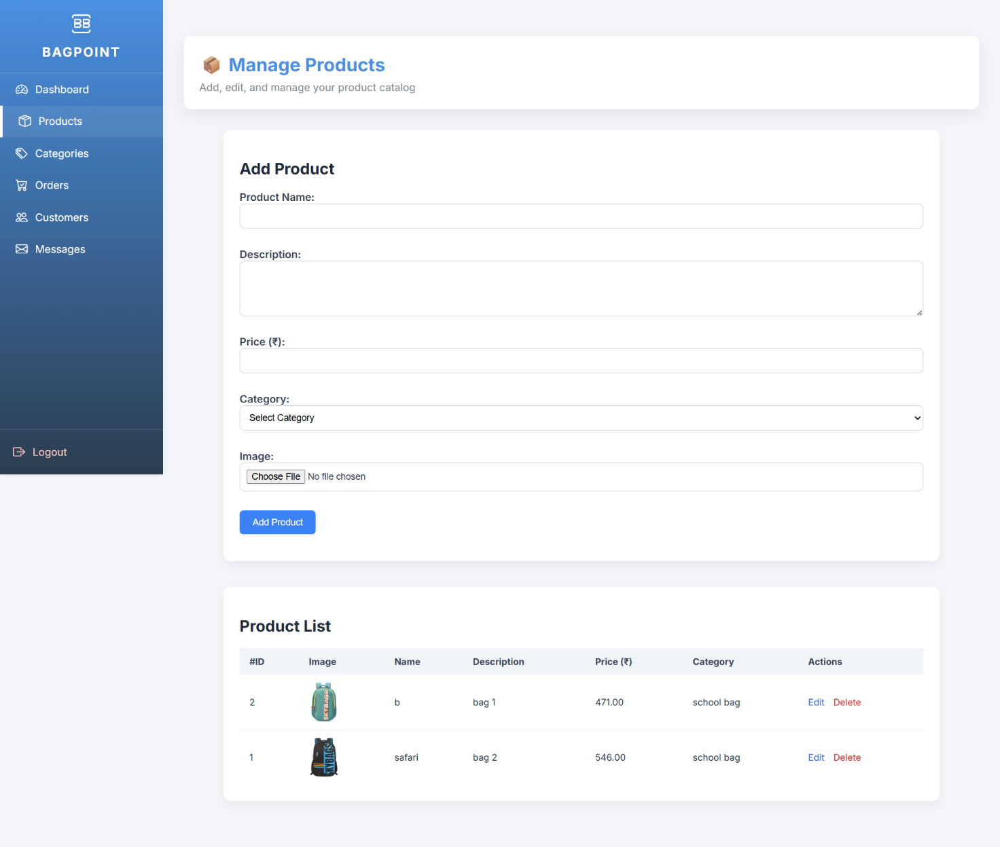 BB
BAGPOINT
Dashboard
Products
Categories
Orders
Customers
Messages
Logout
Manage Products
Add, edit, and manage your product catalog
Add Product
Product Name:
Description:
Price (₹):
Category:
Select Category
Image:
Choose File No file chosen
Add Product
Product List
#ID Image Name Description Price (₹) Category Actions
2 SKYBAGS b bag 1 471.00 school bag Edit Delete
1 SKYBAGS safari bag 2 546.00 school bag Edit Delete